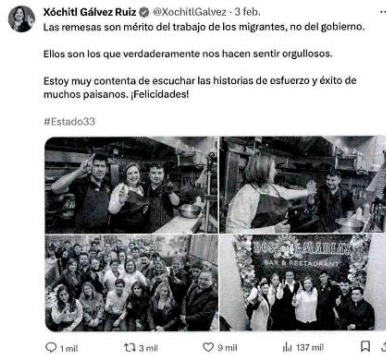 Xóchitl Gálvez Ruiz @XochitlGalvez · 3 feb.
Las remesas son mérito del trabajo de los migrantes, no del gobierno.
Ellos son los que verdaderamente nos hacen sentir orgullosos.
Estoy muy contenta de escuchar las historias de esfuerzo y éxito de
muchos paisanos. ¡Felicidades!
#Estado33
BAR & RESTAURANT
1 mil 3 mil 9 mil 137 mil